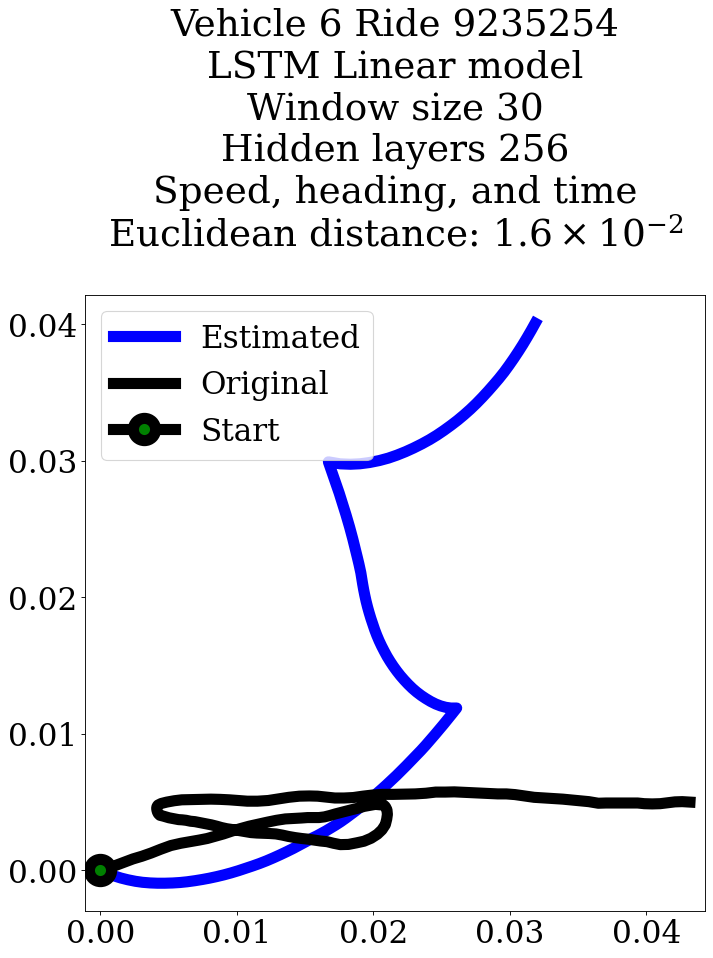 Vehicle 6 Ride 9235254
LSTM Linear model
Window size 30
Hidden layers 256
Speed, heading, and time
Euclidean distance: 1.6 × 10⁻²
Estimated
Original
Start
0.04
0.03
0.02
0.01
0.00
0.00 0.01 0.02 0.03 0.04